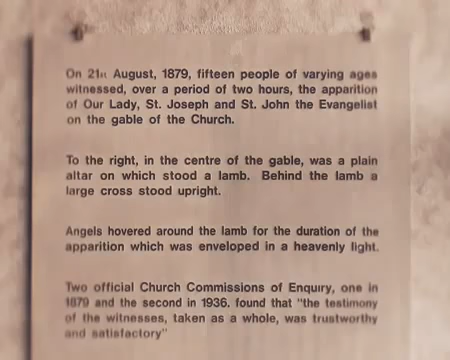 On 21st August, 1879, fifteen people of varying ages
witnessed, over a period of two hours, the apparition
of Our Lady, St. Joseph and St. John the Evangelist
on the gable of the Church.
To the right, in the centre of the gable, was a plain
altar on which stood a lamb. Behind the lamb a
large cross stood upright.
Angels hovered around the lamb for the duration of the
apparition which was enveloped in a heavenly light.
Two official Church Commissions of Enquiry, one in
1879 and the second in 1936. found that "the testimony
of the witnesses, taken as a whole, was trustworthy
and satisfactory"